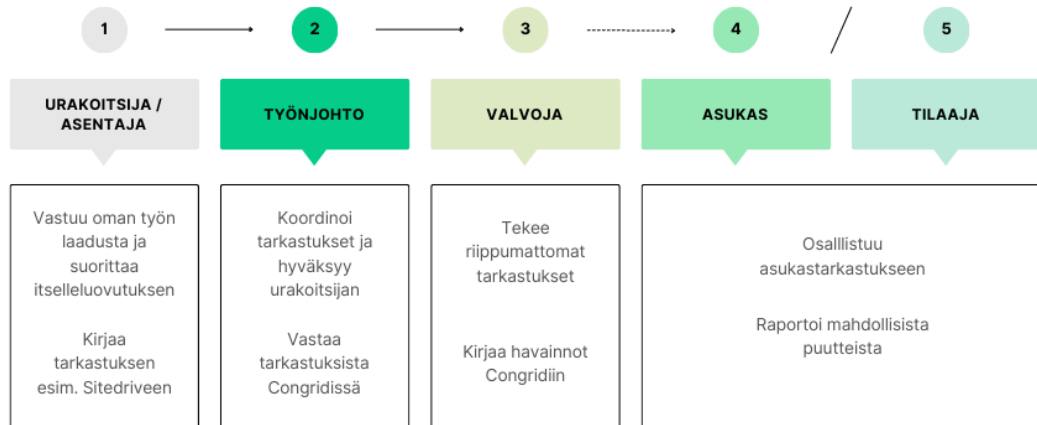 1
2
3
4
/
5
URAKOITSIJA /
ASENTAJA
TYÖNJOHTO
VALVOJA
ASUKAS
TILAAJA
Vastuu oman työn
laadusta ja
suorittaa
itselleluovutuksen
Kirjaa
tarkastuksen
esim. Sitedriveen
Koordinoi
tarkastukset ja
hyväksyy
urakoitsijan
Vastaa
tarkastuksista
Congridissä
Tekee
riippumattomat
tarkastukset
Kirjaa havainnot
Congridiin
Osalllistuu
asukastarkastukseen
Raportoi mahdollisista
puutteista